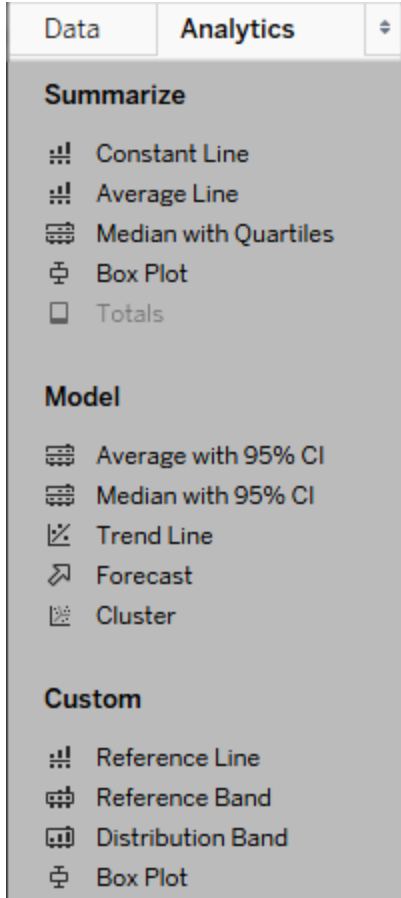 Data Analytics
Summarize
Constant Line
Average Line
Median with Quartiles
Box Plot
Totals
Model
Average with 95% CI
Median with 95% CI
Trend Line
Forecast
Cluster
Custom
Reference Line
Reference Band
Distribution Band
Box Plot